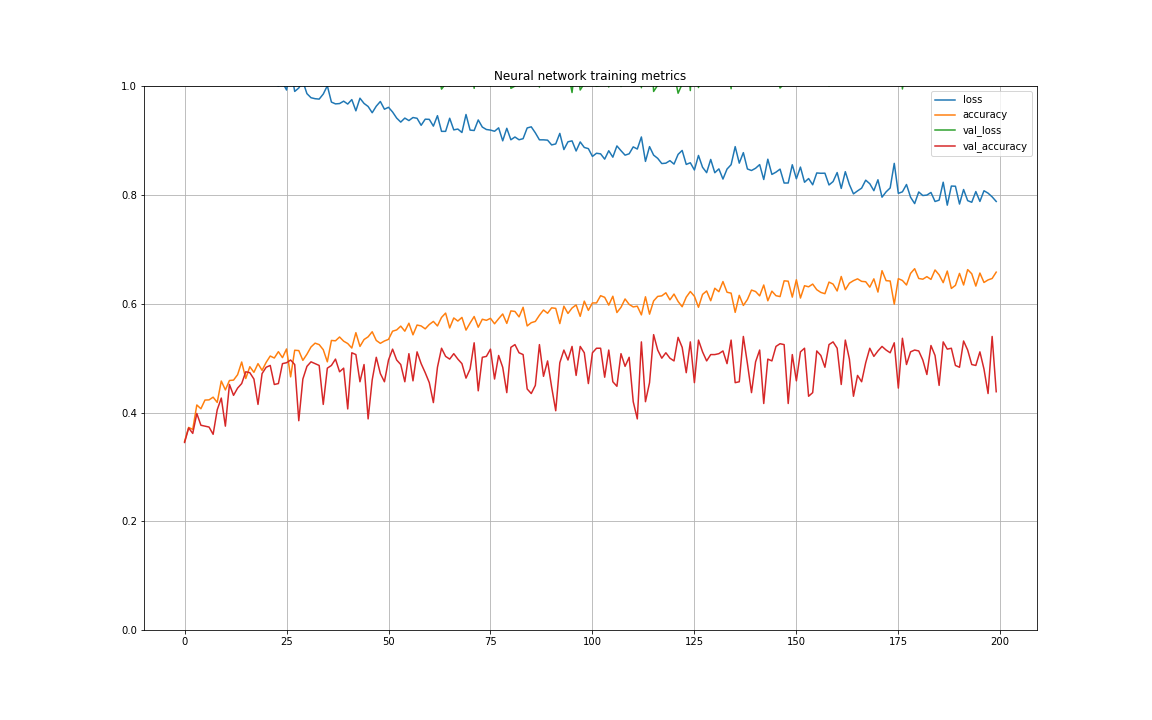 Neural network training metrics
1.0
0.8
0.6
0.4
0.2
0.0
0 25 50 75 100 125 150 175 200
loss
accuracy
val_loss
val_accuracy